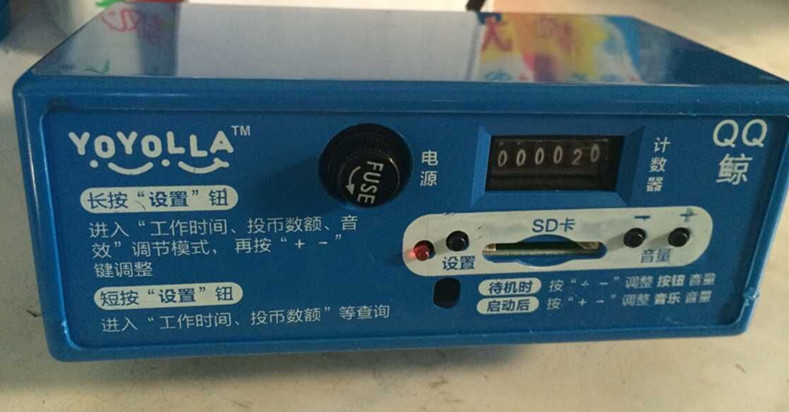 YOYOLLA™
长按“设置”钮
进入“工作时间、投币数额、音
效”调节模式，再按“+ -”
键调整
短按“设置”钮
进入“工作时间、投币数额”等查询
FUSE
电源
000020
计数器
QQ
鲸
SD卡
- +
设置
音量
待机时 按“+ -”调整 按钮 音量
启动后 按“+ -”调整 音乐 音量